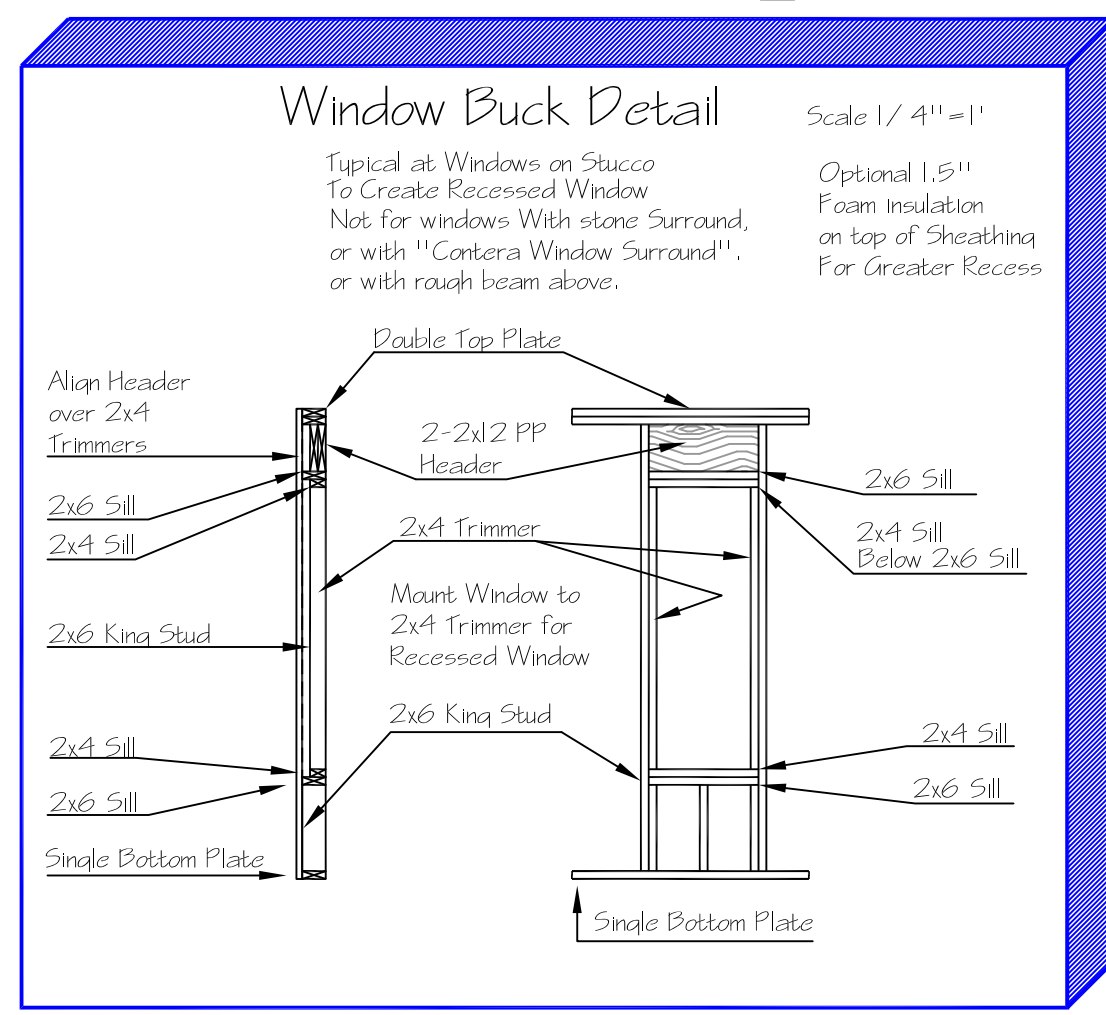 Window Buck Detail
Scale 1/ 4"=1'
Typical at Windows on Stucco
To Create Recessed Window
Not for windows With stone Surround,
or with "Contera Window Surround".
or with rough beam above.
Optional 1.5"
Foam Insulation
on top of Sheathing
For Greater Recess
Double Top Plate
Align Header
over 2x4
Trimmers
2-2x12 PP
Header
2x6 Sill
2x6 Sill
2x4 Sill
2x4 Trimmer
2x4 Sill
Below 2x6 Sill
Mount Window to
2x4 Trimmer for
Recessed Window
2x6 King Stud
2x6 King Stud
2x4 Sill
2x4 Sill
2x6 Sill
2x6 Sill
Single Bottom Plate
Single Bottom Plate